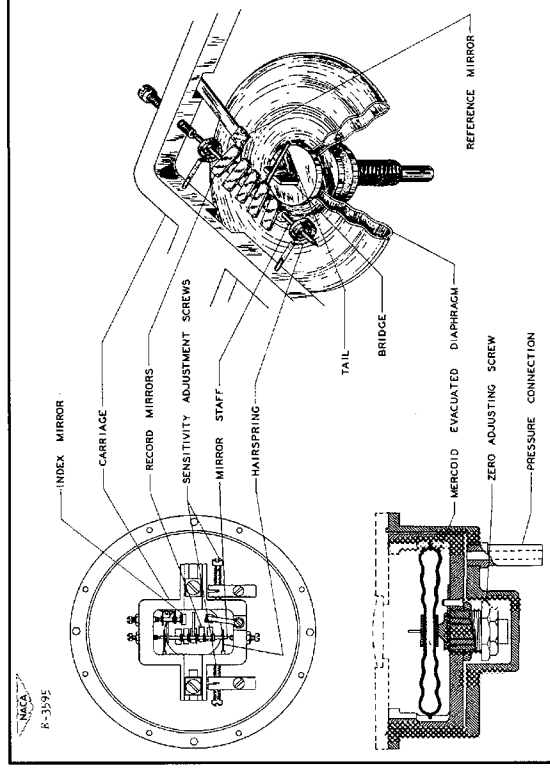 NACA
R-3595
INDEX MIRROR
CARRIAGE
RECORD MIRRORS
SENSITIVITY ADJUSTMENT SCREWS
MIRROR STAFF
HAIRSPRING
TAIL
BRIDGE
MERCOID EVACUATED DIAPHRAGM
ZERO ADJUSTING SCREW
PRESSURE CONNECTION
REFERENCE MIRROR